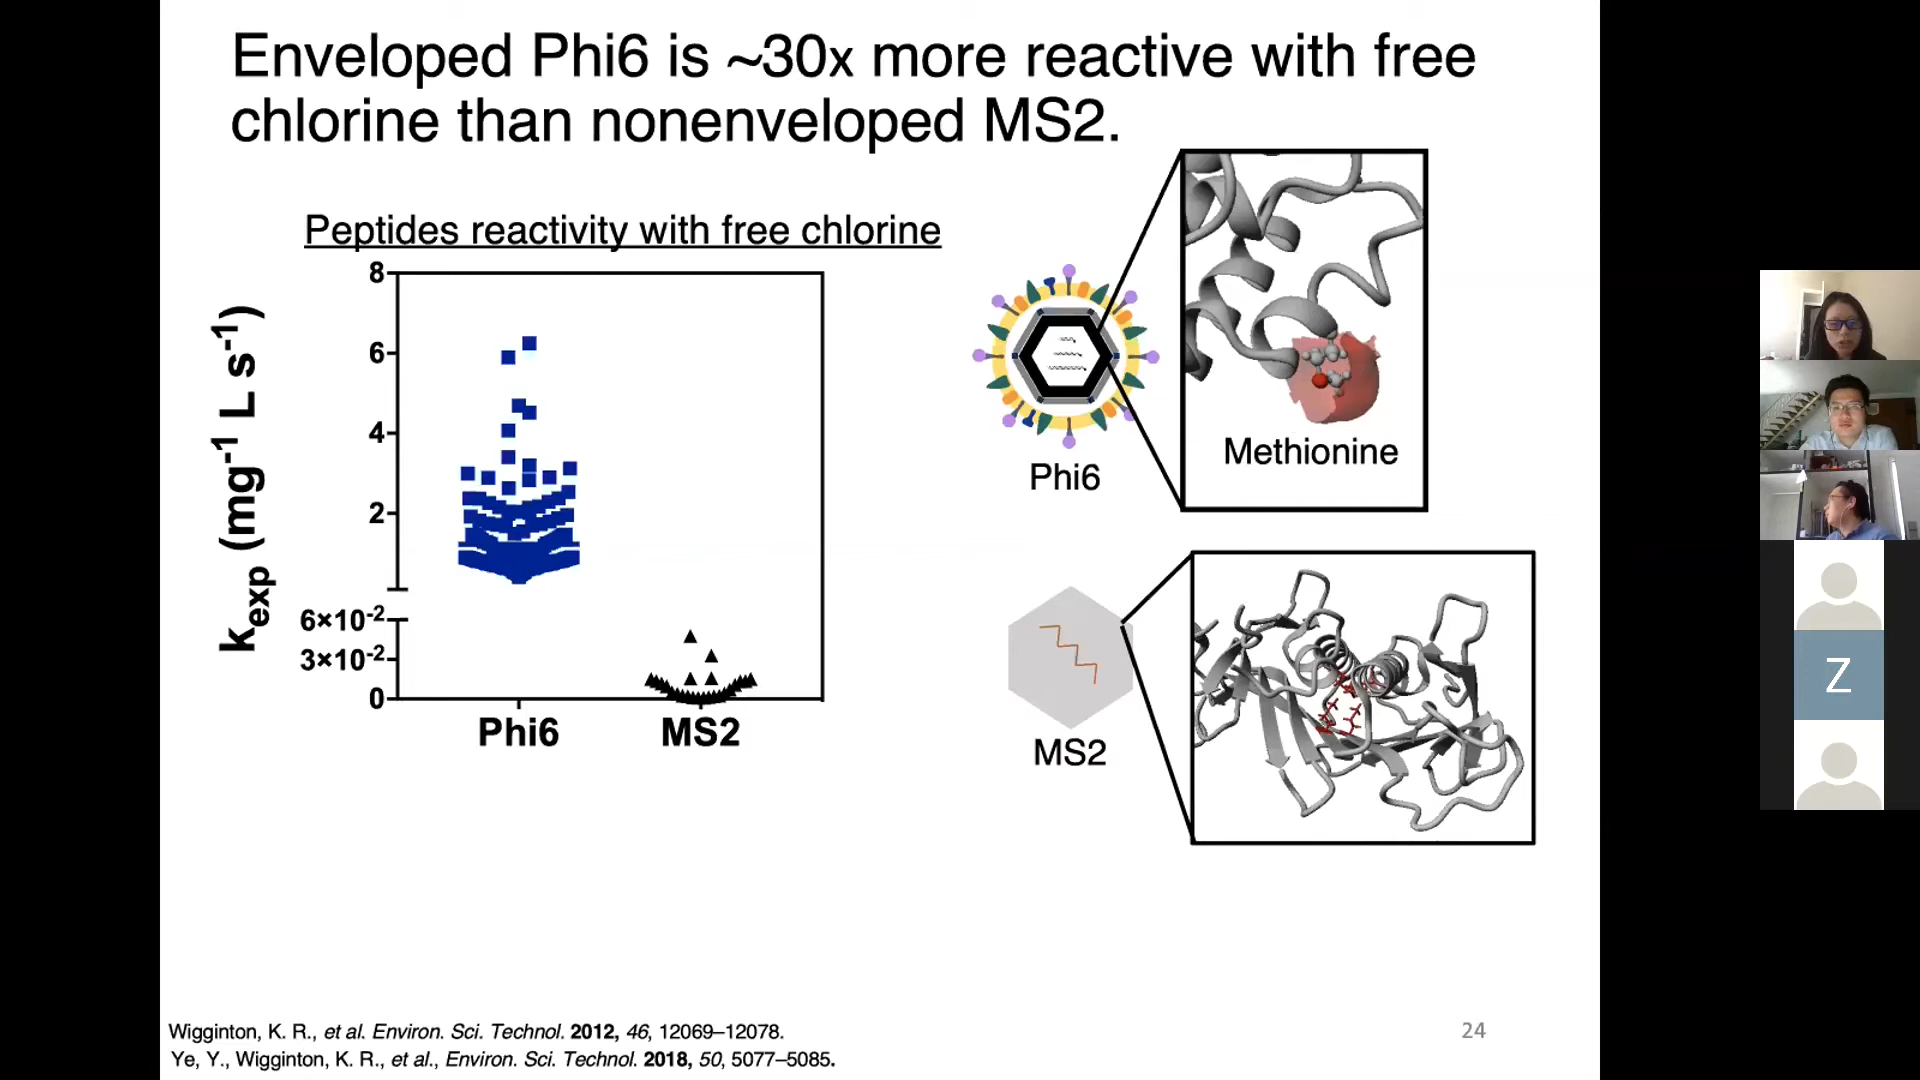 Enveloped Phi6 is ~30x more reactive with free
chlorine than nonenveloped MS2.
Peptides reactivity with free chlorine
k_exp (mg⁻¹ L s⁻¹)
8
6
4
2
6×10⁻²
3×10⁻²
0
Phi6
MS2
Phi6
Methionine
MS2
Z
Wigginton, K. R., et al. Environ. Sci. Technol. 2012, 46, 12069–12078.
Ye, Y., Wigginton, K. R., et al., Environ. Sci. Technol. 2018, 50, 5077–5085.
24